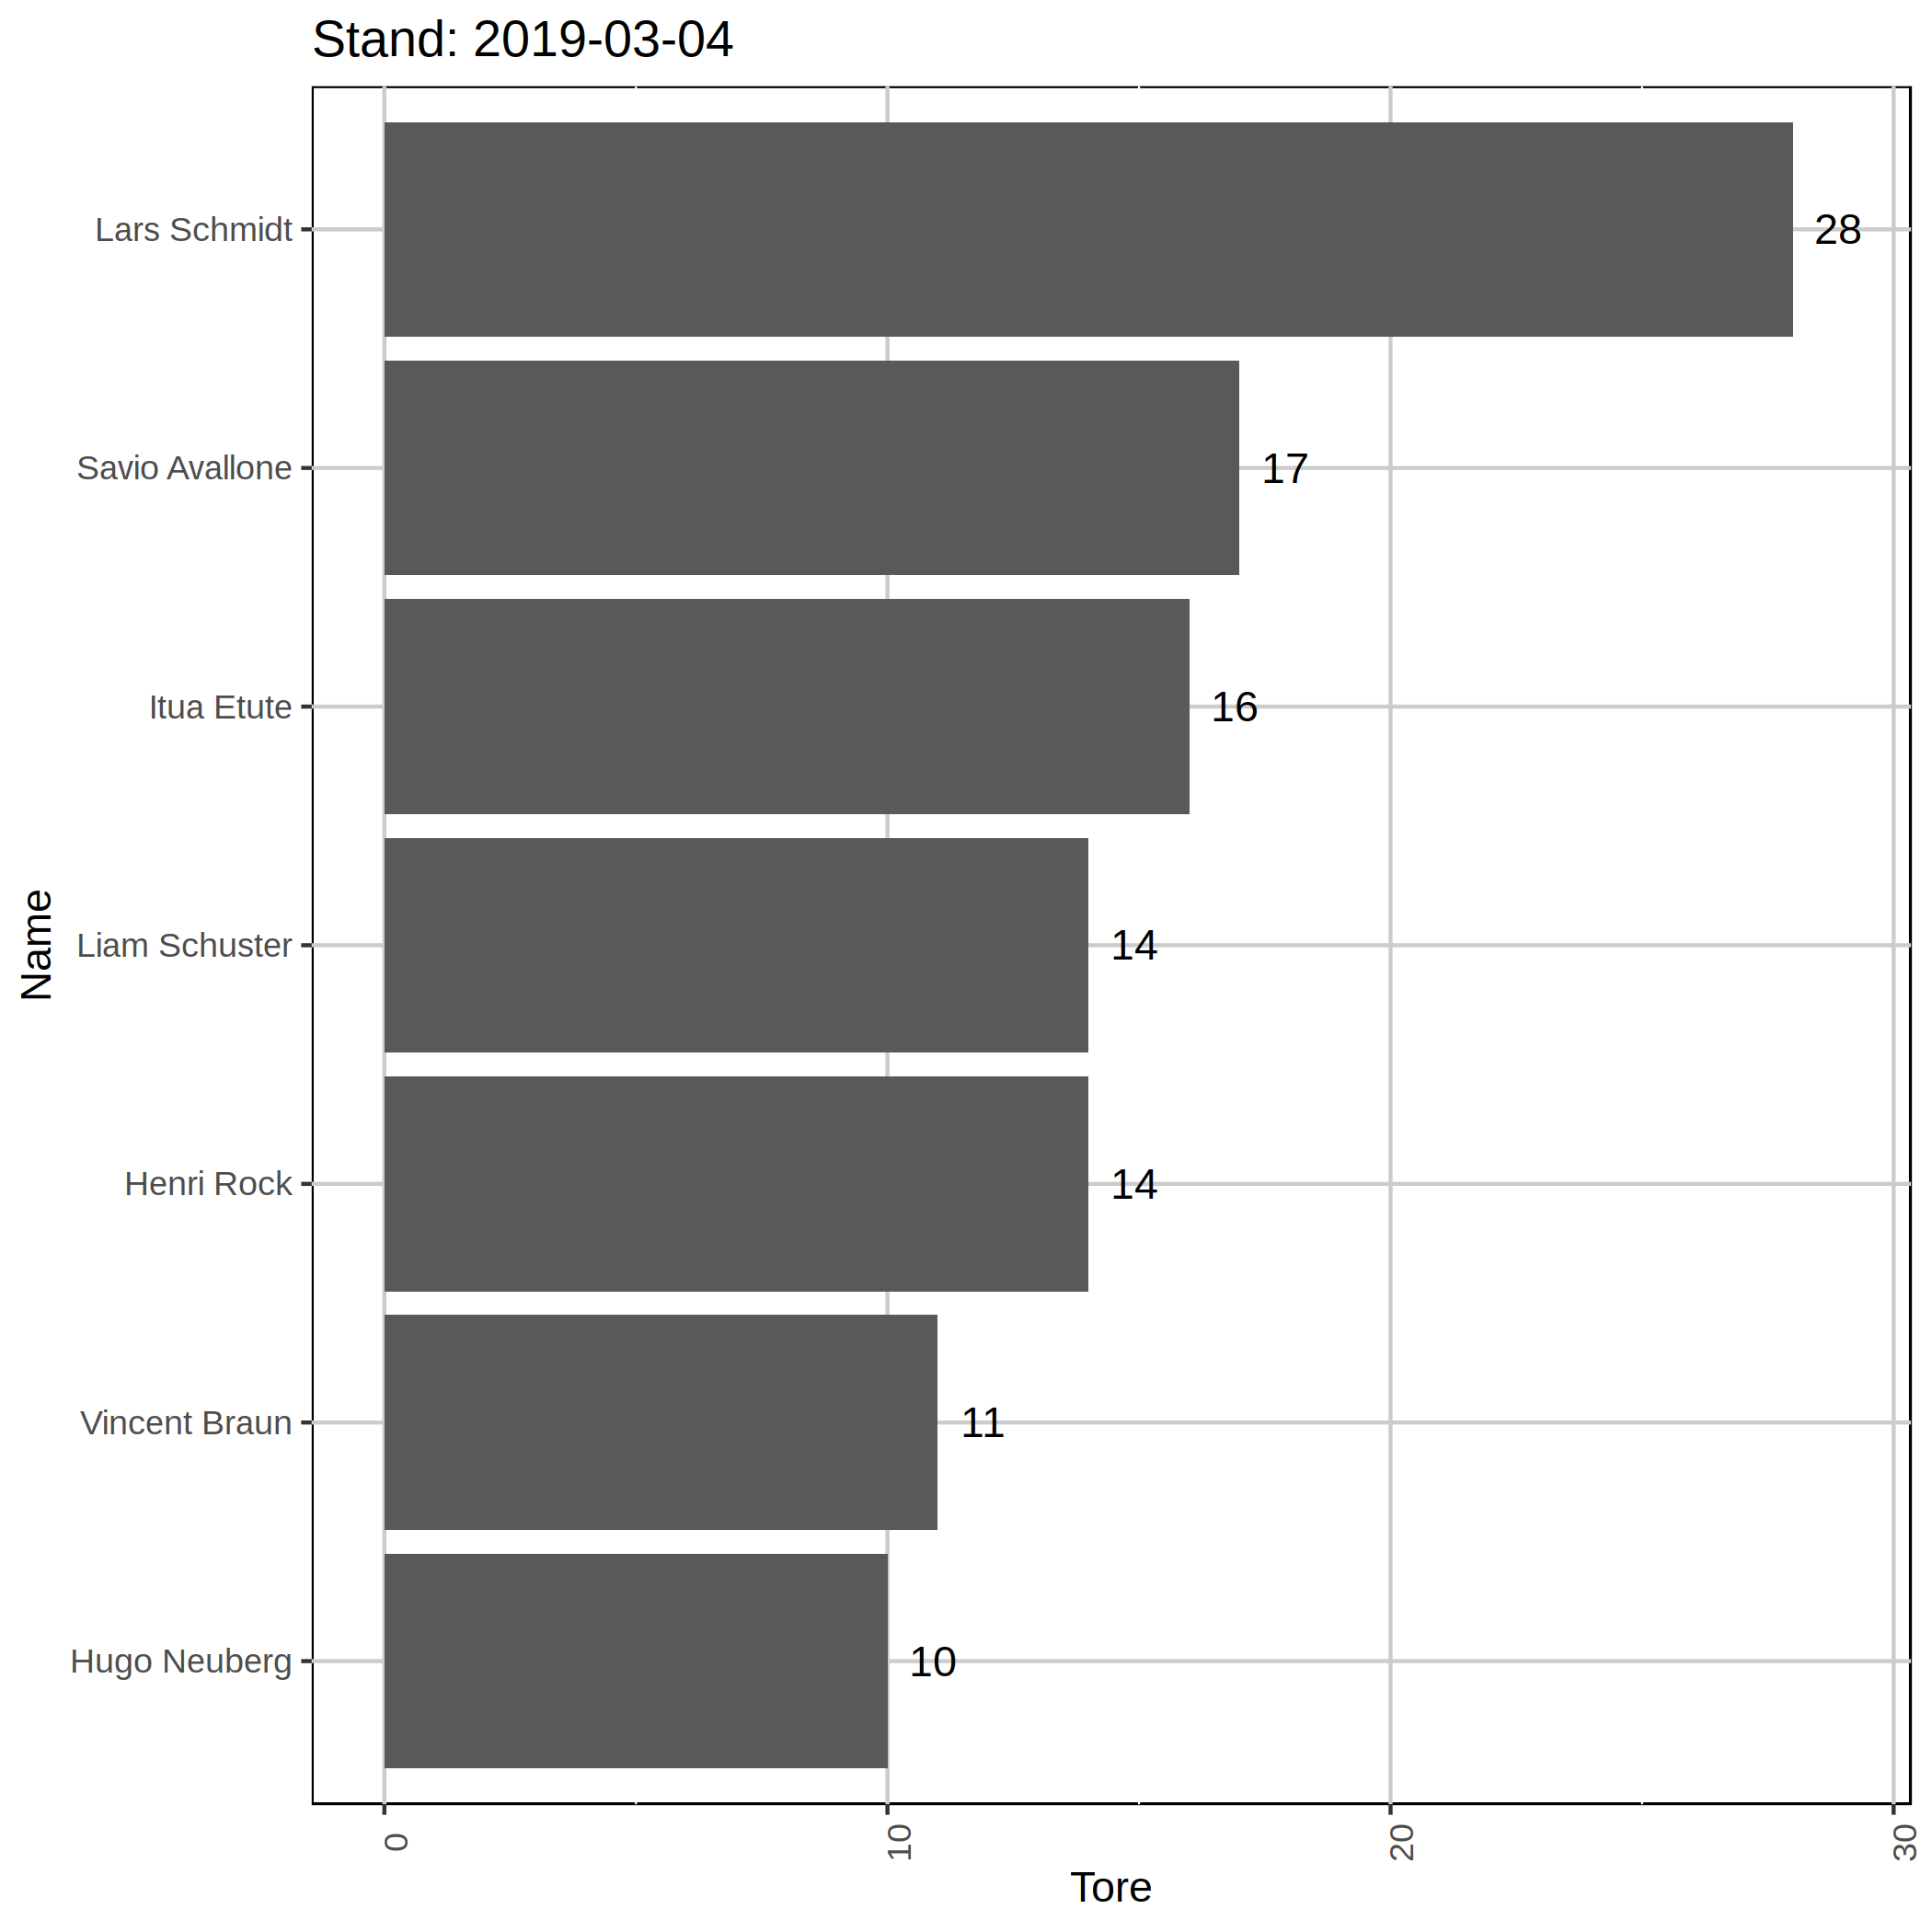 Stand: 2019-03-04
Lars Schmidt
28
Savio Avallone
17
Itua Etute
16
Liam Schuster
14
Henri Rock
14
Vincent Braun
11
Hugo Neuberg
10
Name
0
10
20
30
Tore